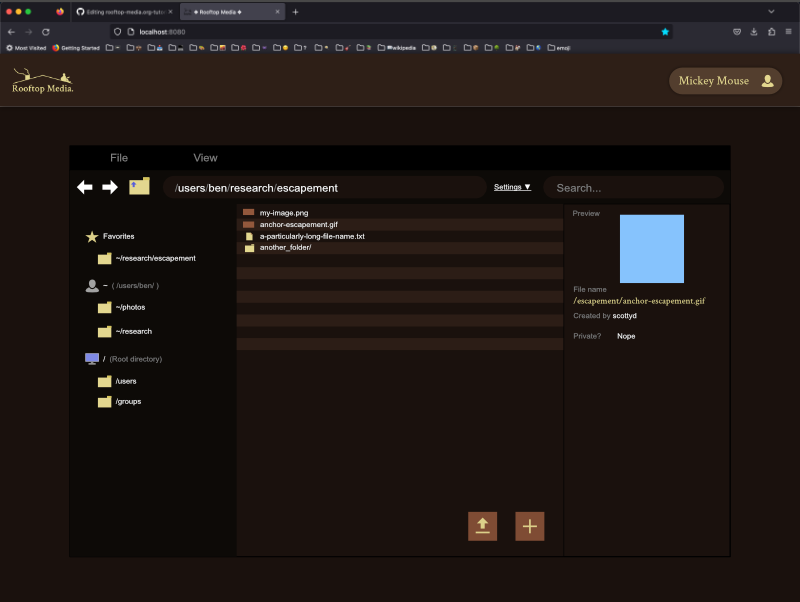 Editing rooftop-media.org-tuto
Rooftop Media
localhost:8080
Most Visited
Getting Started
wikipedia
emoji
Rooftop Media.
Mickey Mouse
File
View
/users/ben/research/escapement
Settings ▼
Search...
my-image.png
anchor-escapement.gif
a-particularly-long-file-name.txt
another_folder/
Favorites
~/research/escapement
~ ( /users/ben/ )
~/photos
~/research
/ (Root directory)
/users
/groups
Preview
File name
/escapement/anchor-escapement.gif
Created by scottyd
Private? Nope